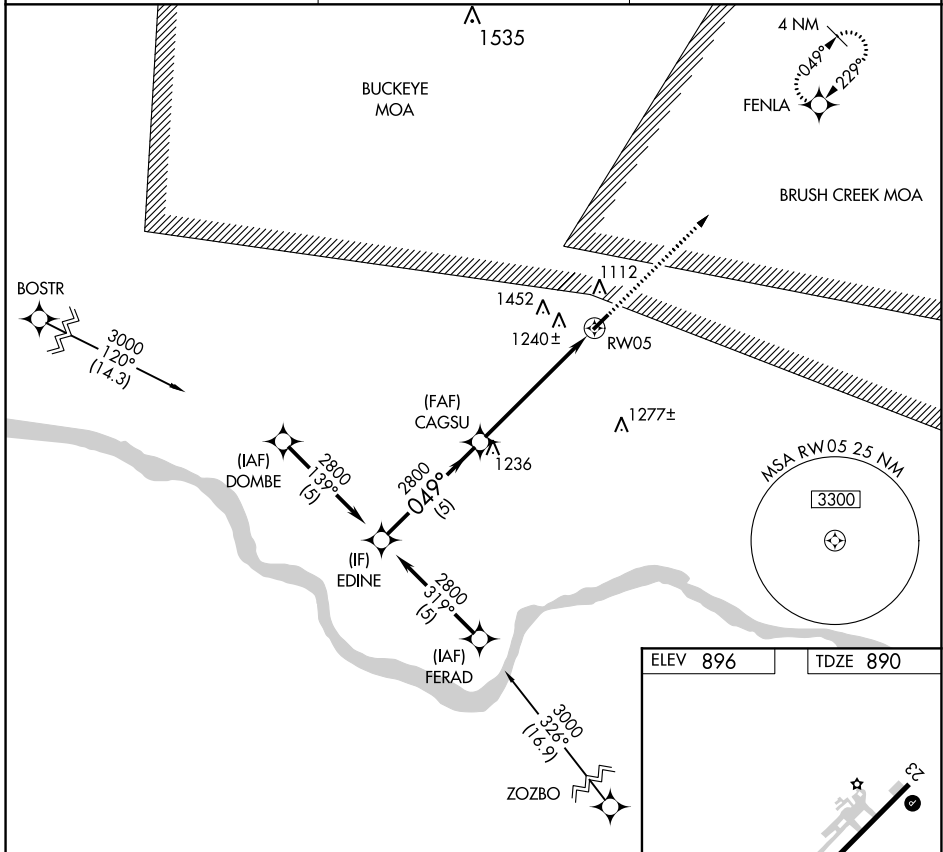 1535
4 NM
049°
229°
FENLA
BUCKEYE
MOA
BRUSH CREEK MOA
BOSTR
3000
120°
(14.3)
1112
1452
1240±
RW05
(FAF)
CAGSU
1277±
1236
(IAF)
DOMBE
2800
139°
(5)
2800
049°
(5)
MSA RW05 25 NM
3300
(IF)
EDINE
2800
319°
(5)
(IAF)
FERAD
ELEV 896
TDZE 890
3000
326°
(16.9)
ZOZBO
23
P